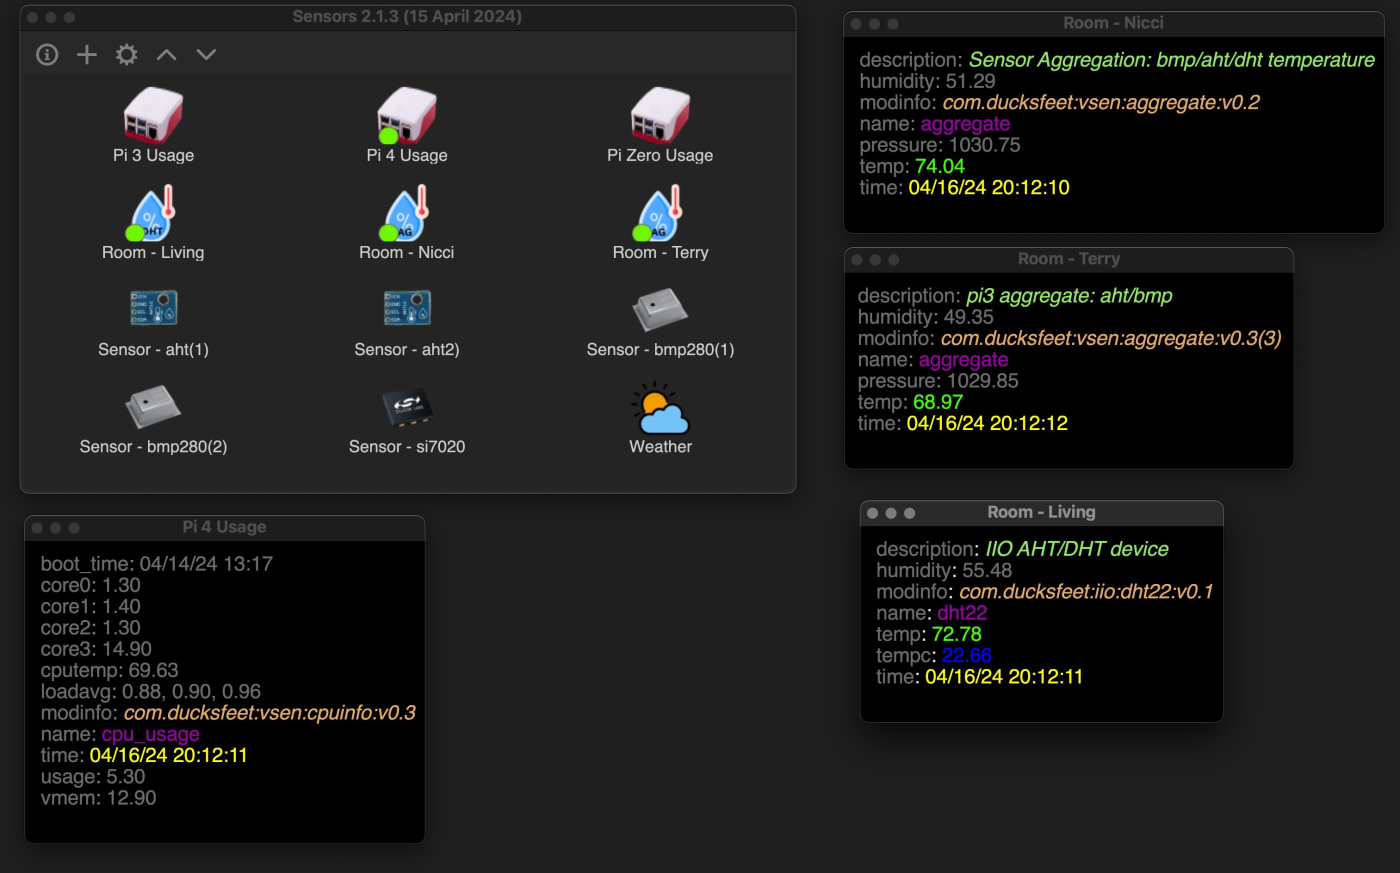 Sensors 2.1.3 (15 April 2024)
Pi 3 Usage
Pi 4 Usage
Pi Zero Usage
% DHT
% AG
% AG
Room - Living
Room - Nicci
Room - Terry
Sensor - aht(1)
Sensor - aht2)
Sensor - bmp280(1)
Sensor - bmp280(2)
Sensor - si7020
Weather
Pi 4 Usage
boot_time: 04/14/24 13:17
core0: 1.30
core1: 1.40
core2: 1.30
core3: 14.90
cputemp: 69.63
loadavg: 0.88, 0.90, 0.96
modinfo: com.ducksfeet:vsen:cpuinfo:v0.3
name: cpu_usage
time: 04/16/24 20:12:11
usage: 5.30
vmem: 12.90
Room - Nicci
description: Sensor Aggregation: bmp/aht/dht temperature
humidity: 51.29
modinfo: com.ducksfeet:vsen:aggregate:v0.2
name: aggregate
pressure: 1030.75
temp: 74.04
time: 04/16/24 20:12:10
Room - Terry
description: pi3 aggregate: aht/bmp
humidity: 49.35
modinfo: com.ducksfeet:vsen:aggregate:v0.3(3)
name: aggregate
pressure: 1029.85
temp: 68.97
time: 04/16/24 20:12:12
Room - Living
description: IIO AHT/DHT device
humidity: 55.48
modinfo: com.ducksfeet:iio:dht22:v0.1
name: dht22
temp: 72.78
tempc: 22.66
time: 04/16/24 20:12:11